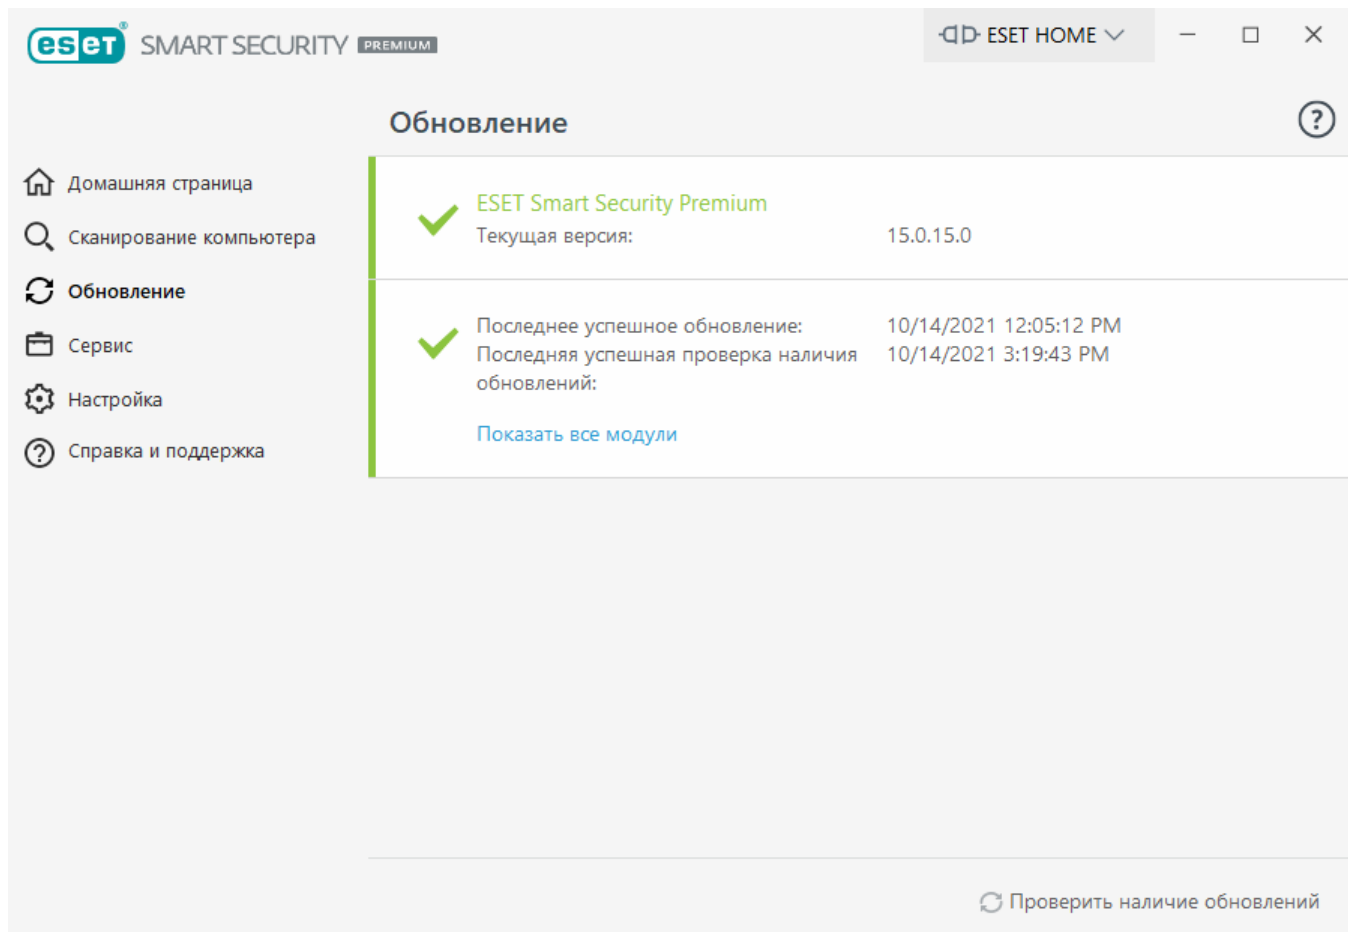 eset® SMART SECURITY PREMIUM
ESET HOME
Обновление
Домашняя страница
Сканирование компьютера
Обновление
Сервис
Настройка
Справка и поддержка
ESET Smart Security Premium
Текущая версия: 15.0.15.0
Последнее успешное обновление: 10/14/2021 12:05:12 PM
Последняя успешная проверка наличия 10/14/2021 3:19:43 PM
обновлений:
Показать все модули
Проверить наличие обновлений